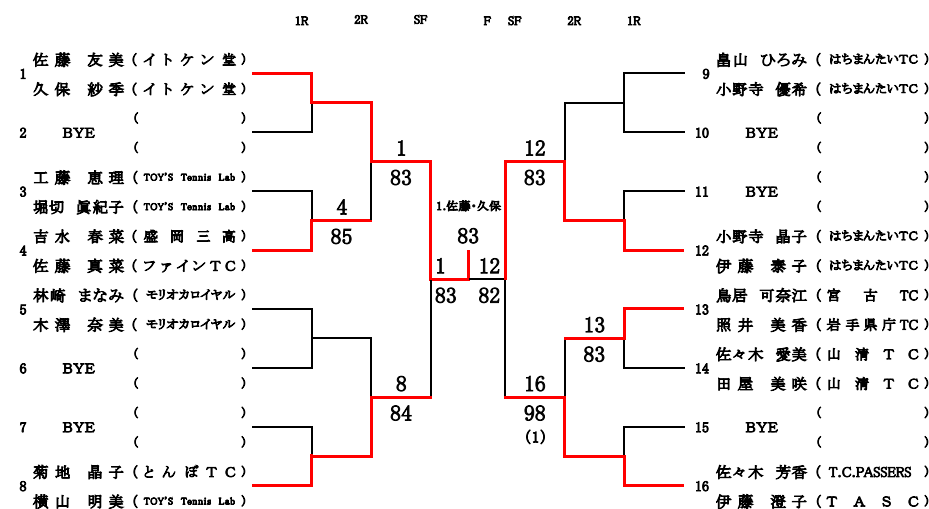 1R 2R SF F SF 2R 1R
1 佐藤 友美 (イトケン堂)
久保 紗季 (イトケン堂)
2 BYE ( )
( )
3 工藤 恵理 (TOY'S Tennis Lab)
堀切 眞紀子 (TOY'S Tennis Lab)
4 吉水 春菜 (盛岡三高)
佐藤 真菜 (ファインTC)
5 林崎 まなみ (モリオカロイヤル)
木澤 奈美 (モリオカロイヤル)
6 BYE ( )
( )
7 BYE ( )
( )
8 菊地 晶子 (とんぼTC)
横山 明美 (TOY'S Tennis Lab)
4
85
1
83
8
84
1
83
1.佐藤・久保
83
12
82
12
83
16
98
(1)
13
83
9 畠山 ひろみ (はちまんたいTC)
小野寺 優希 (はちまんたいTC)
10 BYE ( )
( )
11 BYE ( )
( )
12 小野寺 晶子 (はちまんたいTC)
伊藤 泰子 (はちまんたいTC)
13 鳥居 可奈江 (宮古 TC)
照井 美香 (岩手県庁TC)
14 佐々木 愛美 (山清TC)
田屋 美咲 (山清TC)
15 BYE ( )
( )
16 佐々木 芳香 (T.C.PASSERS)
伊藤 澄子 (TASC)